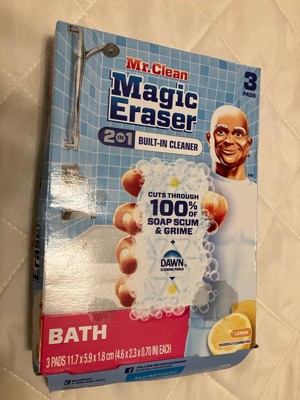 Mr. Clean
Magic
Eraser
3
PADS
2 IN 1
BUILT-IN CLEANER
CUTS THROUGH
100%
OF
SOAP SCUM
& GRIME
+
DAWN
CLEANING POWER
BATH
LEMON
3 PADS 11.7 x 5.9 x 1.8 cm (4.6 x 2.3 x 0.70 IN) EACH
Eraser